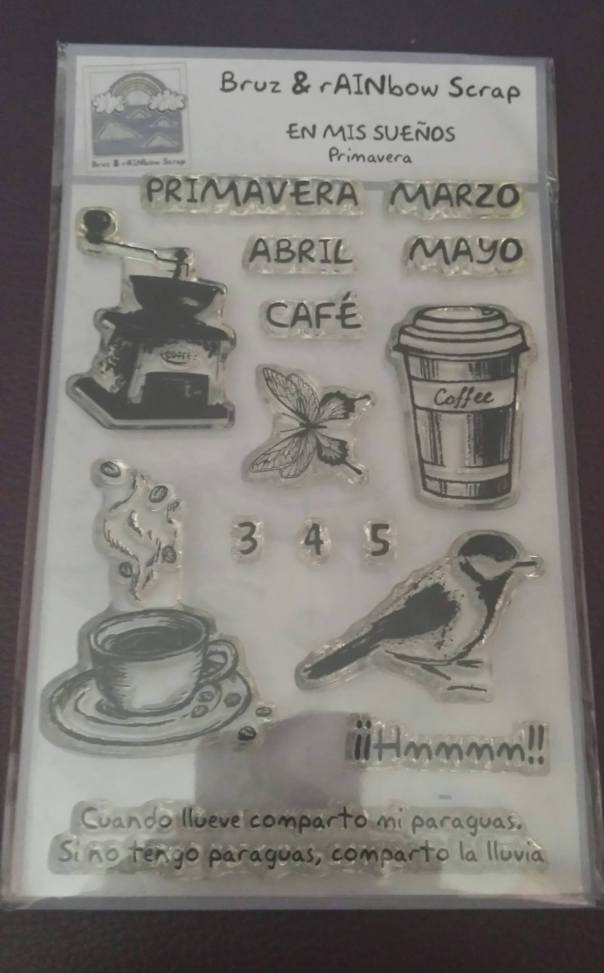 Bruz & rAINbow Scrap
EN MIS SUEÑOS
Primavera
Bruz & rAINbow Scrap
PRIMAVERA MARZO
ABRIL MAYO
CAFÉ
COFFEE
Coffee
3 4 5
¡¡Hmmmm!!
Cuando llueve comparto mi paraguas.
Si no tengo paraguas, comparto la lluvia